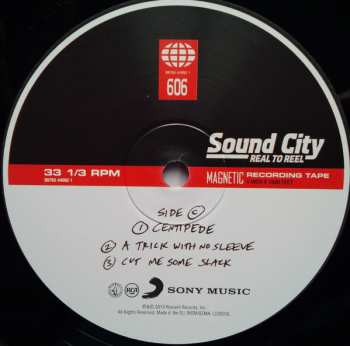 606
Sound City
REAL TO REEL
33 1/3 RPM
MAGNETIC RECORDING TAPE
SIDE C
1 CENTIPEDE
2 A TRICK WITH NO SLEEVE
3 CUT ME SOME SLACK
RCA
SONY MUSIC